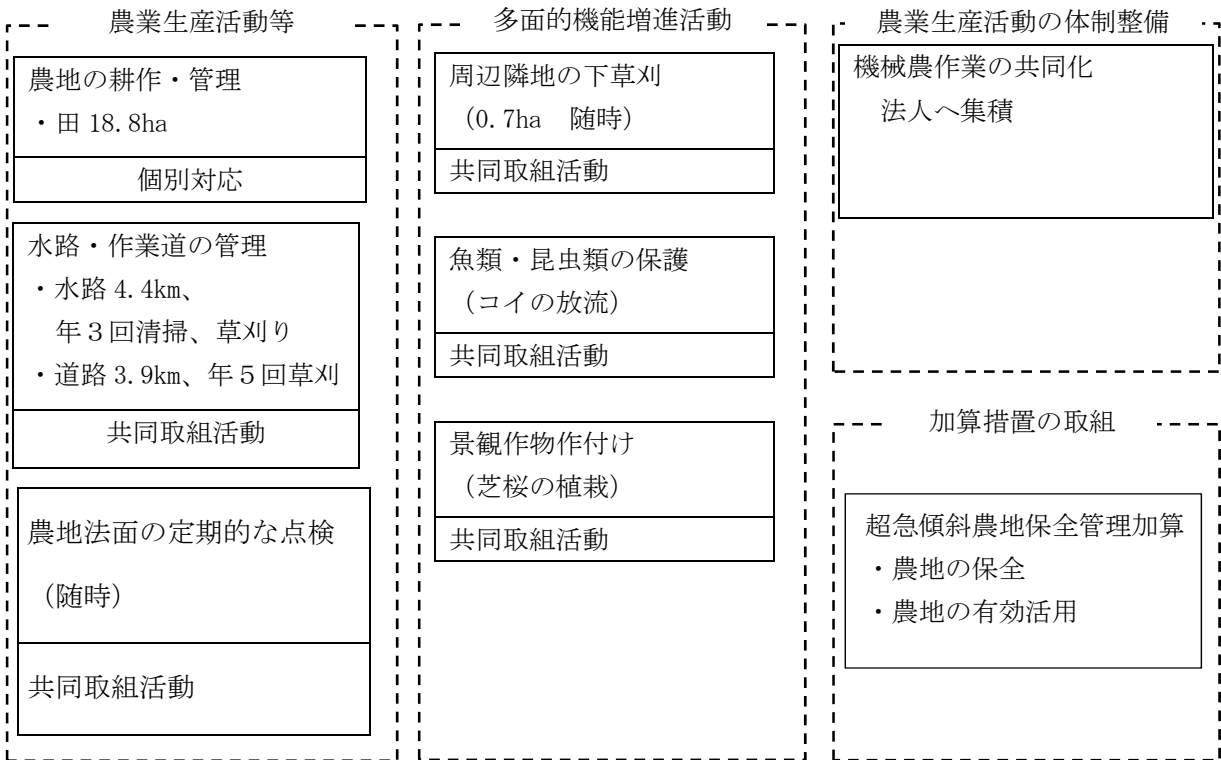 農業生産活動等
農地の耕作・管理
・田 18.8ha
個別対応
水路・作業道の管理
・水路 4.4km、
年３回清掃、草刈り
・道路 3.9km、年５回草刈
共同取組活動
農地法面の定期的な点検
（随時）
共同取組活動
多面的機能増進活動
周辺隣地の下草刈
（0.7ha　随時）
共同取組活動
魚類・昆虫類の保護
（コイの放流）
共同取組活動
景観作物作付け
（芝桜の植栽）
共同取組活動
農業生産活動の体制整備
機械農作業の共同化
法人へ集積
加算措置の取組
超急傾斜農地保全管理加算
・農地の保全
・農地の有効活用